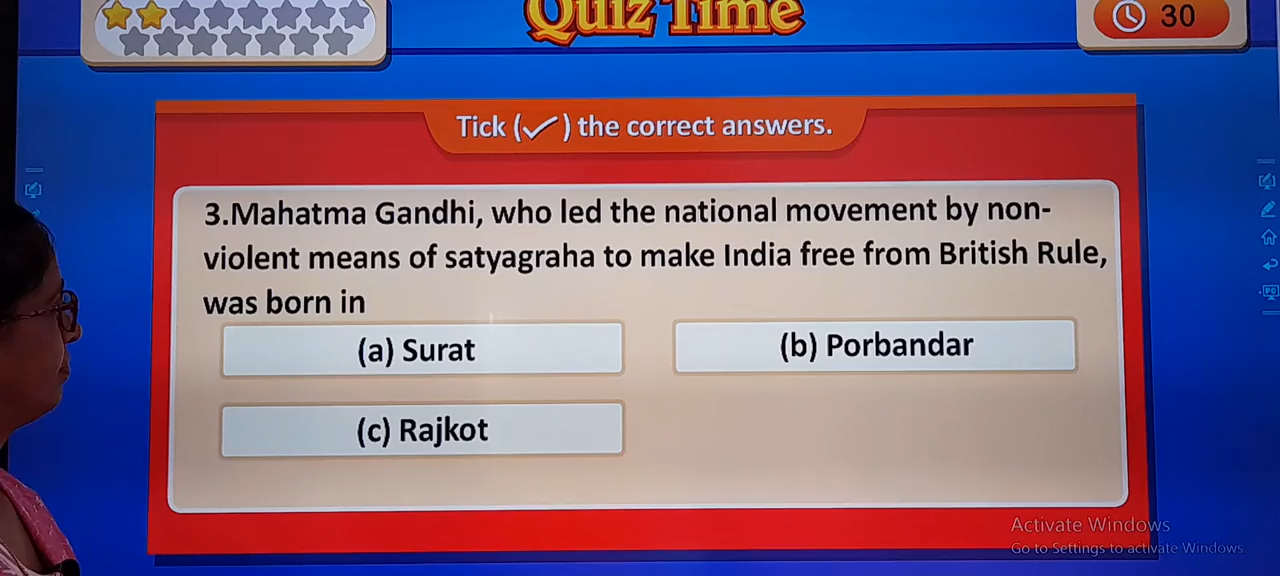 Quiz Time
30
Tick (✓) the correct answers.
3.Mahatma Gandhi, who led the national movement by non-
violent means of satyagraha to make India free from British Rule,
was born in
(a) Surat
(b) Porbandar
(c) Rajkot
Activate Windows
Go to Settings to activate Windows